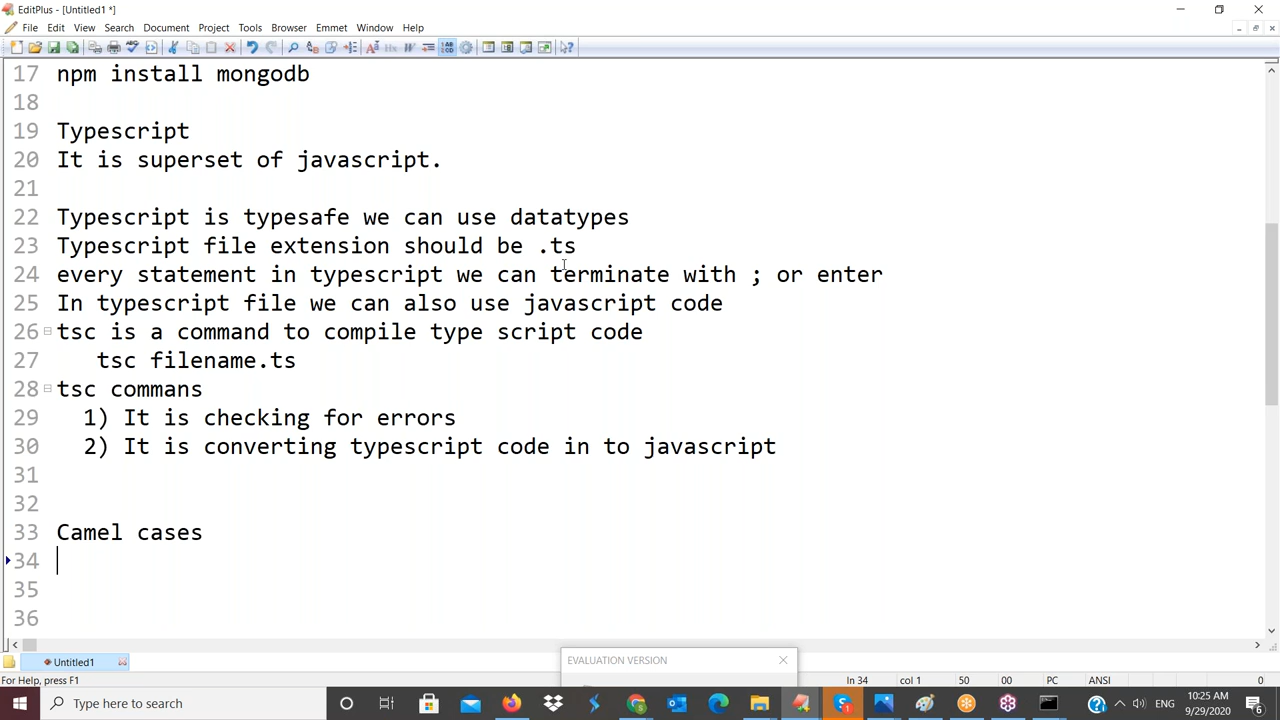 EditPlus - [Untitled1 *]
File Edit View Search Document Project Tools Browser Emmet Window Help
17 npm install mongodb
18
19 Typescript
20 It is superset of javascript.
21
22 Typescript is typesafe we can use datatypes
23 Typescript file extension should be .ts
24 every statement in typescript we can terminate with ; or enter
25 In typescript file we can also use javascript code
26 tsc is a command to compile type script code
27 tsc filename.ts
28 tsc commans
29 1) It is checking for errors
30 2) It is converting typescript code in to javascript
31
32
33 Camel cases
34
35
36
EVALUATION VERSION
Untitled1
For Help, press F1 ln 34 col 1 50 00 PC ANSI 0
Type here to search ENG 10:25 AM
9/29/2020 6